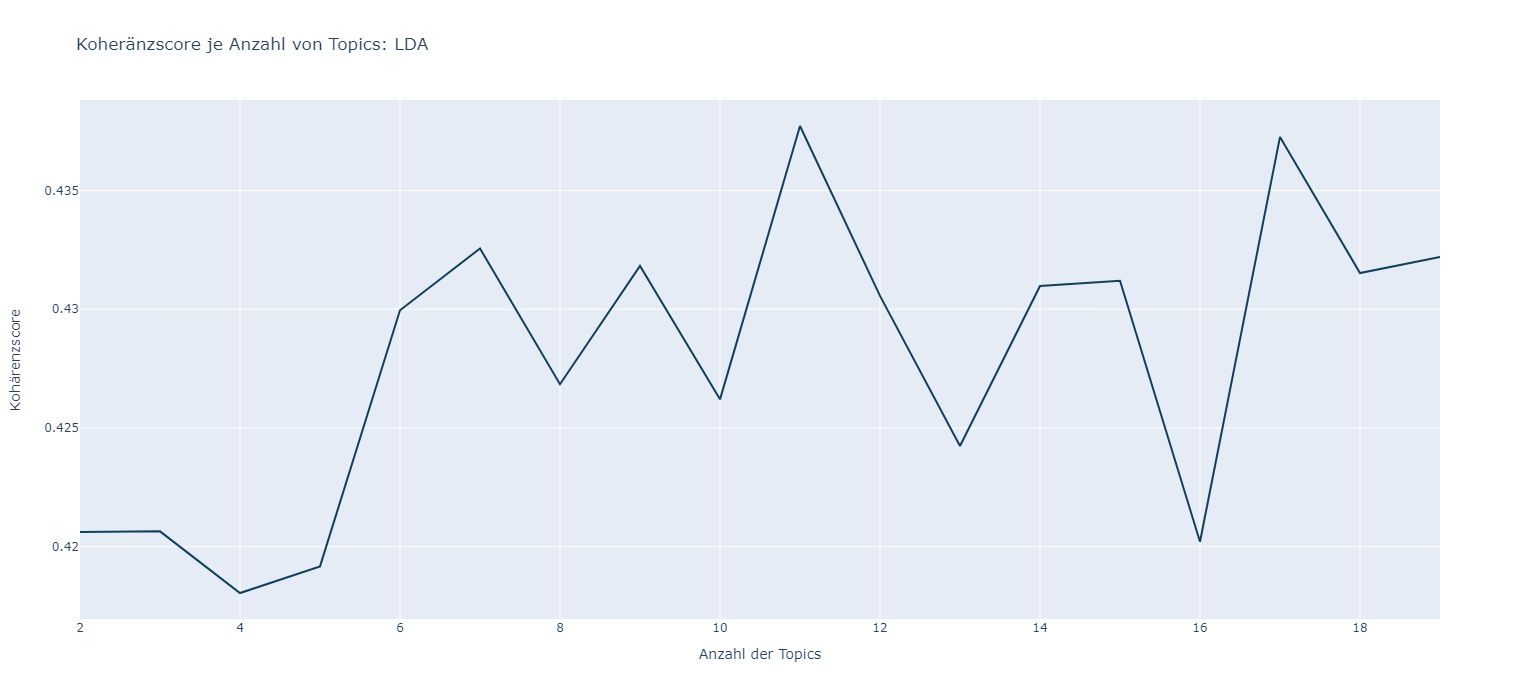 Koheränzscore je Anzahl von Topics: LDA
0.435
0.43
0.425
0.42
Kohärenzscore
2 4 6 8 10 12 14 16 18
Anzahl der Topics